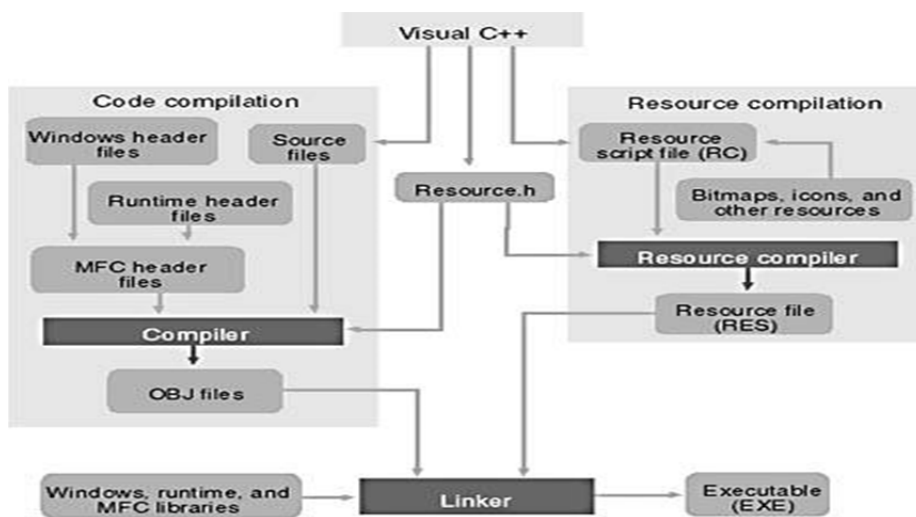 Visual C++
Code compilation
Resource compilation
Windows header
files
Source
files
Resource
script file (RC)
Resource.h
Runtime header
files
Bitmaps, icons, and
other resources
MFC header
files
Resource compiler
Compiler
Resource file
(RES)
OBJ files
Windows, runtime, and
MFC libraries
Linker
Executable
(EXE)